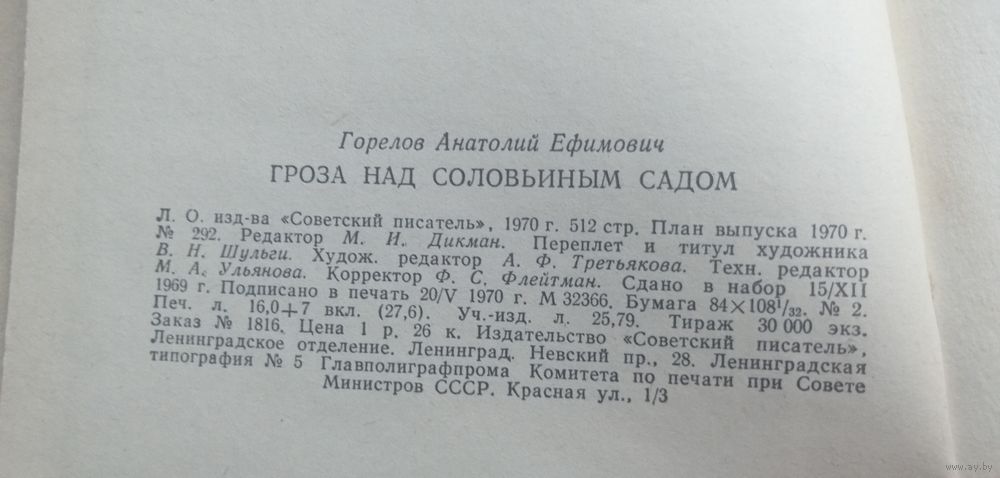 Горелов Анатолий Ефимович
ГРОЗА НАД СОЛОВЬИНЫМ САДОМ
Л. О. изд-ва «Советский писатель», 1970 г. 512 стр. План выпуска 1970 г.
№ 292. Редактор М. И. Дикман. Переплет и титул художника
В. Н. Шульги. Худож. редактор А. Ф. Третьякова. Техн. редактор
М. А. Ульянова. Корректор Ф. С. Флейтман. Сдано в набор 15/XII
1969 г. Подписано в печать 20/V 1970 г. М 32366. Бумага 84×108¹/₃₂. № 2.
Печ. л. 16,0+7 вкл. (27,6). Уч.-изд. л. 25,79. Тираж 30 000 экз.
Заказ № 1816. Цена 1 р. 26 к. Издательство «Советский писатель»,
Ленинградское отделение. Ленинград. Невский пр., 28. Ленинградская
типография № 5 Главполиграфпрома Комитета по печати при Совете
Министров СССР. Красная ул., 1/3
www.ay.by